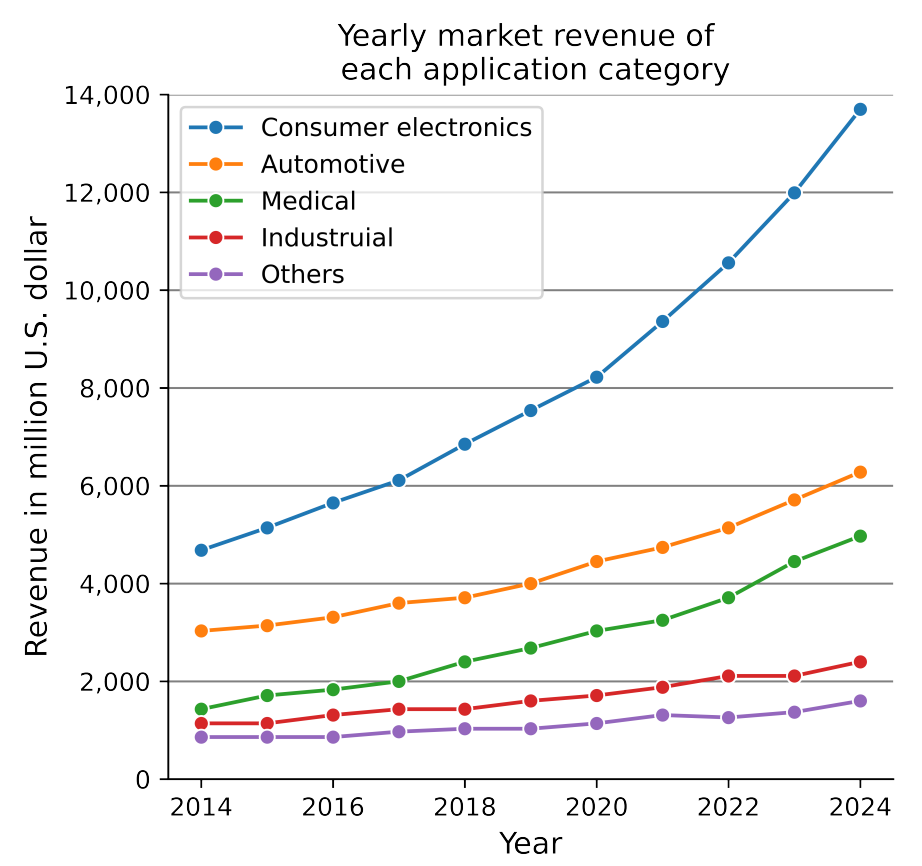 Yearly market revenue of
each application category
14,000
12,000
10,000
8,000
6,000
4,000
2,000
0
Revenue in million U.S. dollar
Consumer electronics
Automotive
Medical
Industruial
Others
2014 2016 2018 2020 2022 2024
Year